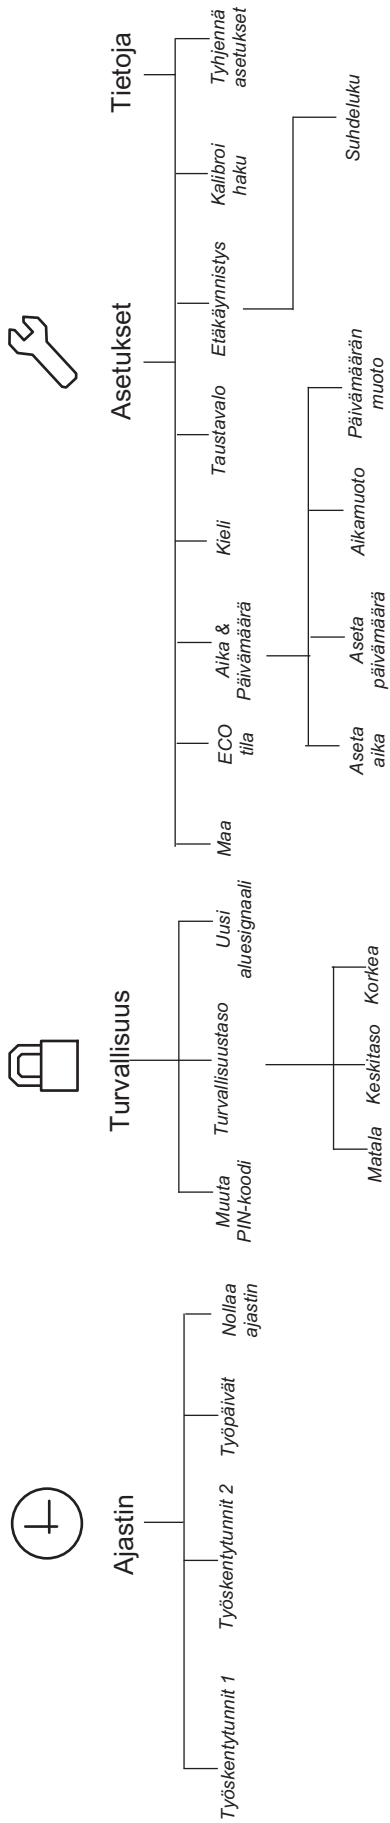 Ajastin
Työskentytunnit 1
Työskentytunnit 2
Työpäivät
Nollaa
ajastin
Turvallisuus
Muuta
PIN-koodi
Turvallisuustaso
Uusi
aluesignaali
Matala
Keskitaso
Korkea
Asetukset
Tietoja
Maa
ECO
tila
Aika &
Päivämäärä
Kieli
Taustavalo
Etäkäynnistys
Kalibroi
haku
Tyhjennä
asetukset
Aseta
aika
Aseta
päivämäärä
Aikamuoto
Päivämäärän
muoto
Suhdeluku